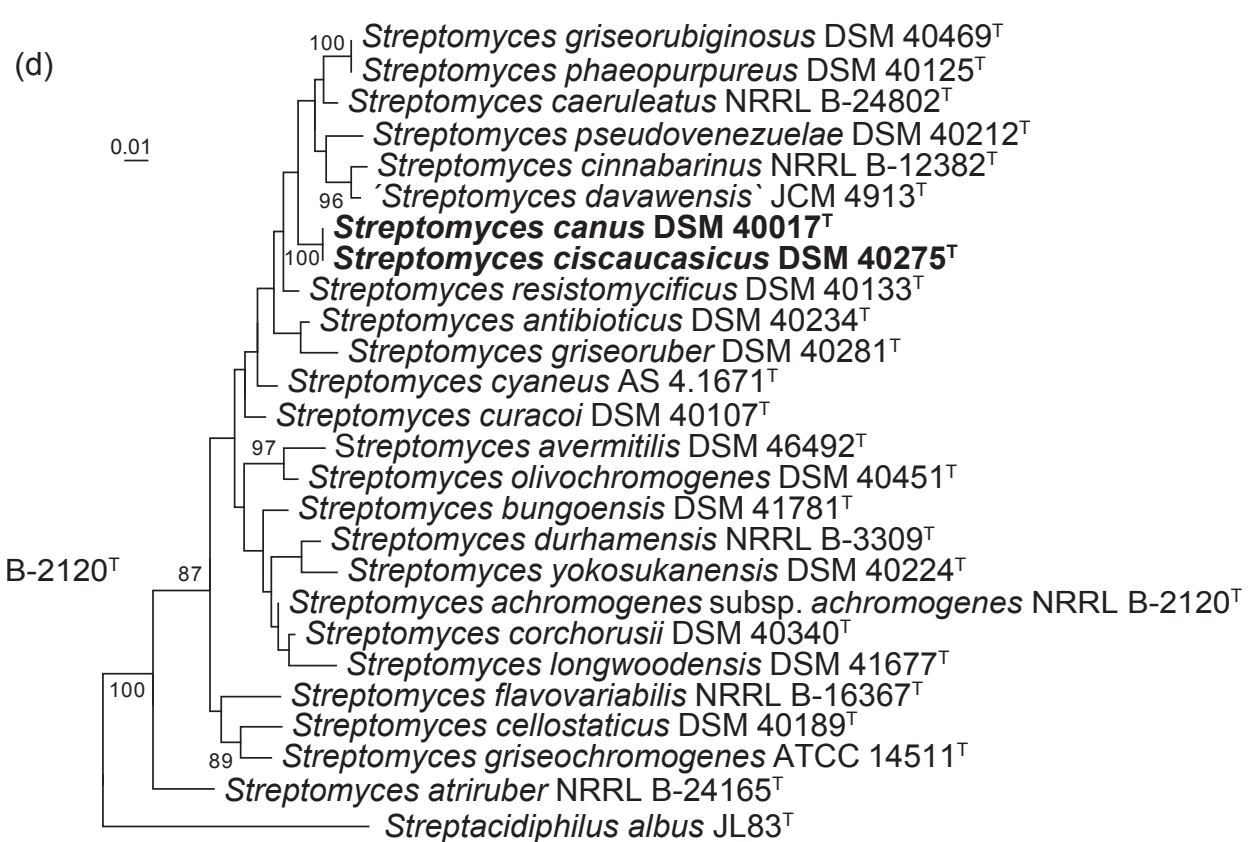 (d)
0.01
100
Streptomyces griseorubiginosus DSM 40469ᵀ
Streptomyces phaeopurpureus DSM 40125ᵀ
Streptomyces caeruleatus NRRL B-24802ᵀ
Streptomyces pseudovenezuelae DSM 40212ᵀ
Streptomyces cinnabarinus NRRL B-12382ᵀ
96
´Streptomyces davawensis` JCM 4913ᵀ
Streptomyces canus DSM 40017ᵀ
100
Streptomyces ciscaucasicus DSM 40275ᵀ
Streptomyces resistomycificus DSM 40133ᵀ
Streptomyces antibioticus DSM 40234ᵀ
Streptomyces griseoruber DSM 40281ᵀ
Streptomyces cyaneus AS 4.1671ᵀ
Streptomyces curacoi DSM 40107ᵀ
97
Streptomyces avermitilis DSM 46492ᵀ
Streptomyces olivochromogenes DSM 40451ᵀ
Streptomyces bungoensis DSM 41781ᵀ
Streptomyces durhamensis NRRL B-3309ᵀ
B-2120ᵀ
87
Streptomyces yokosukanensis DSM 40224ᵀ
Streptomyces achromogenes subsp. achromogenes NRRL B-2120ᵀ
Streptomyces corchorusii DSM 40340ᵀ
Streptomyces longwoodensis DSM 41677ᵀ
100
Streptomyces flavovariabilis NRRL B-16367ᵀ
Streptomyces cellostaticus DSM 40189ᵀ
89
Streptomyces griseochromogenes ATCC 14511ᵀ
Streptomyces atriruber NRRL B-24165ᵀ
Streptacidiphilus albus JL83ᵀ